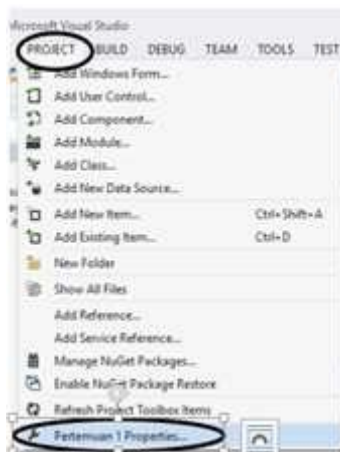 Microsoft Visual Studio
PROJECT BUILD DEBUG TEAM TOOLS TEST
Add Windows Form...
Add User Control...
Add Component...
Add Module...
Add Class...
Add New Data Source...
Add New Item... Ctrl+Shift+A
Add Existing Item... Ctrl+D
New Folder
Show All Files
Add Reference...
Add Service Reference...
Manage NuGet Packages...
Enable NuGet Package Restore
Refresh Project Toolbox Items
Pertemuan 1 Properties...